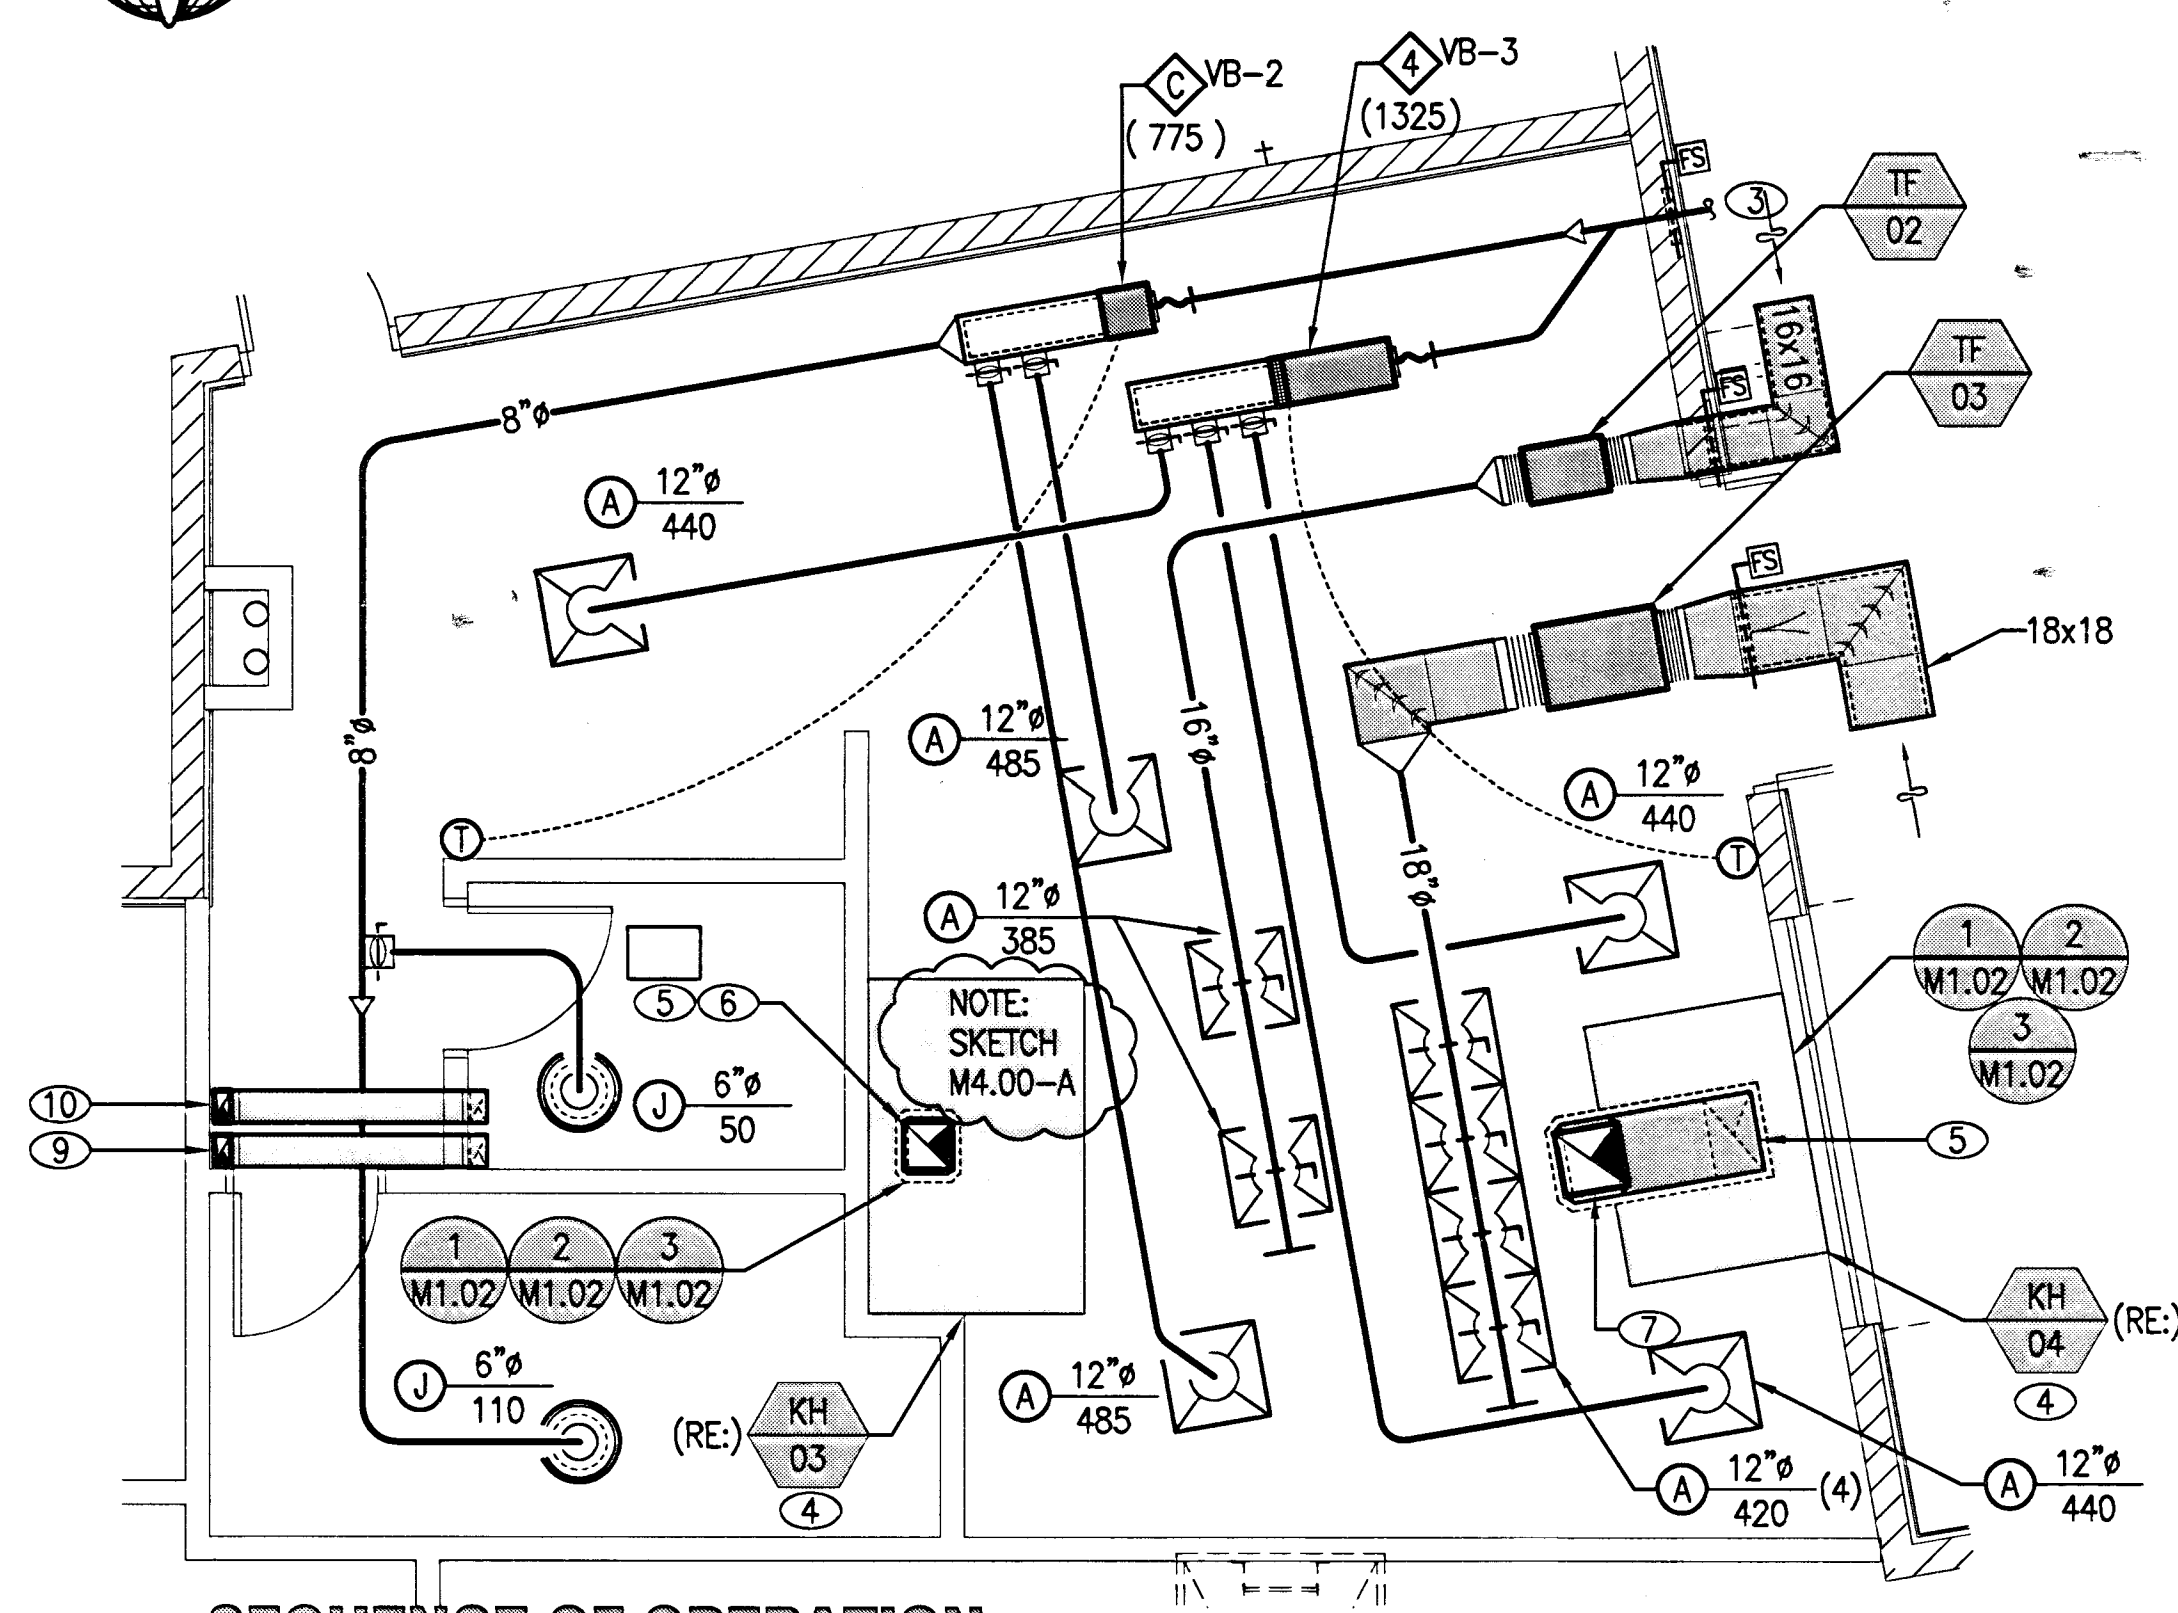 C VB-2
(775)
4 VB-3
(1325)
FS
3
TF
02
16x16
FS
TF
03
8"ø
A 12"ø
440
FS
18x18
8"ø
A 12"ø
485
16"ø
A 12"ø
440
T
T
18"ø
A 12"ø
385
1
M1.02
2
M1.02
3
M1.02
5 6
NOTE:
SKETCH
M4.00-A
10
9
J 6"ø
50
5
1
M1.02
2
M1.02
3
M1.02
7
KH
04
(RE:)
4
J 6"ø
110
(RE:)
KH
03
4
A 12"ø
485
A 12"ø
420
(4)
A 12"ø
440
SEQUENCE OF OPERATION